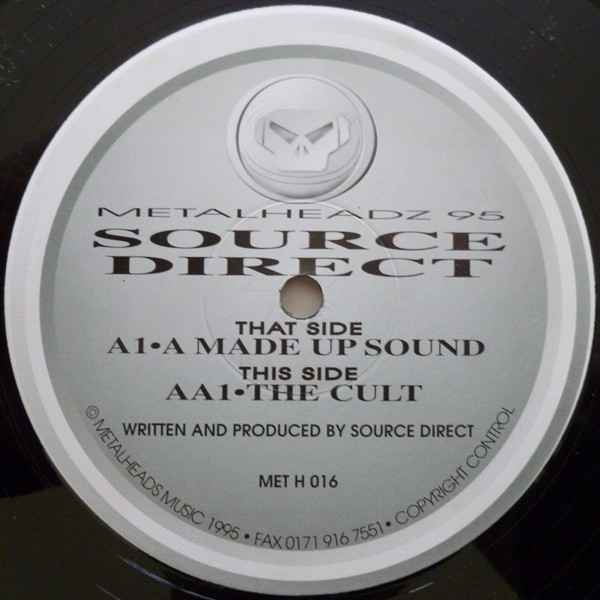 METALHEADZ 95
SOURCE
DIRECT
THAT SIDE
A1•A MADE UP SOUND
THIS SIDE
AA1•THE CULT
WRITTEN AND PRODUCED BY SOURCE DIRECT
MET H 016
© METALHEADS MUSIC 1995 • FAX 0171 916 7551 • COPYRIGHT CONTROL